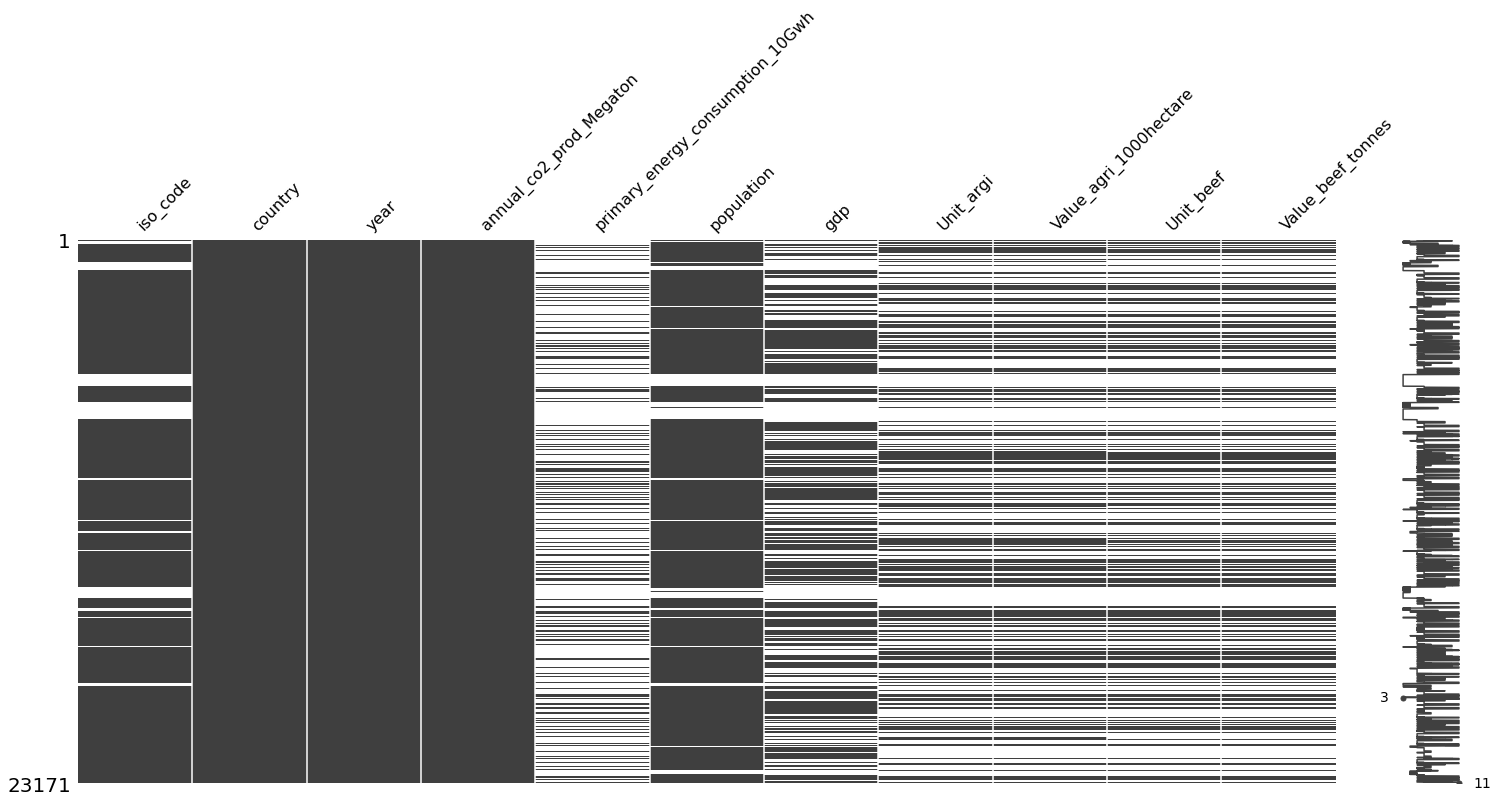 iso_code
country
year
annual_co2_prod_Megaton
primary_energy_consumption_10Gwh
population
gdp
Unit_argi
Value_agri_1000hectare
Unit_beef
Value_beef_tonnes
1
3
23171
11